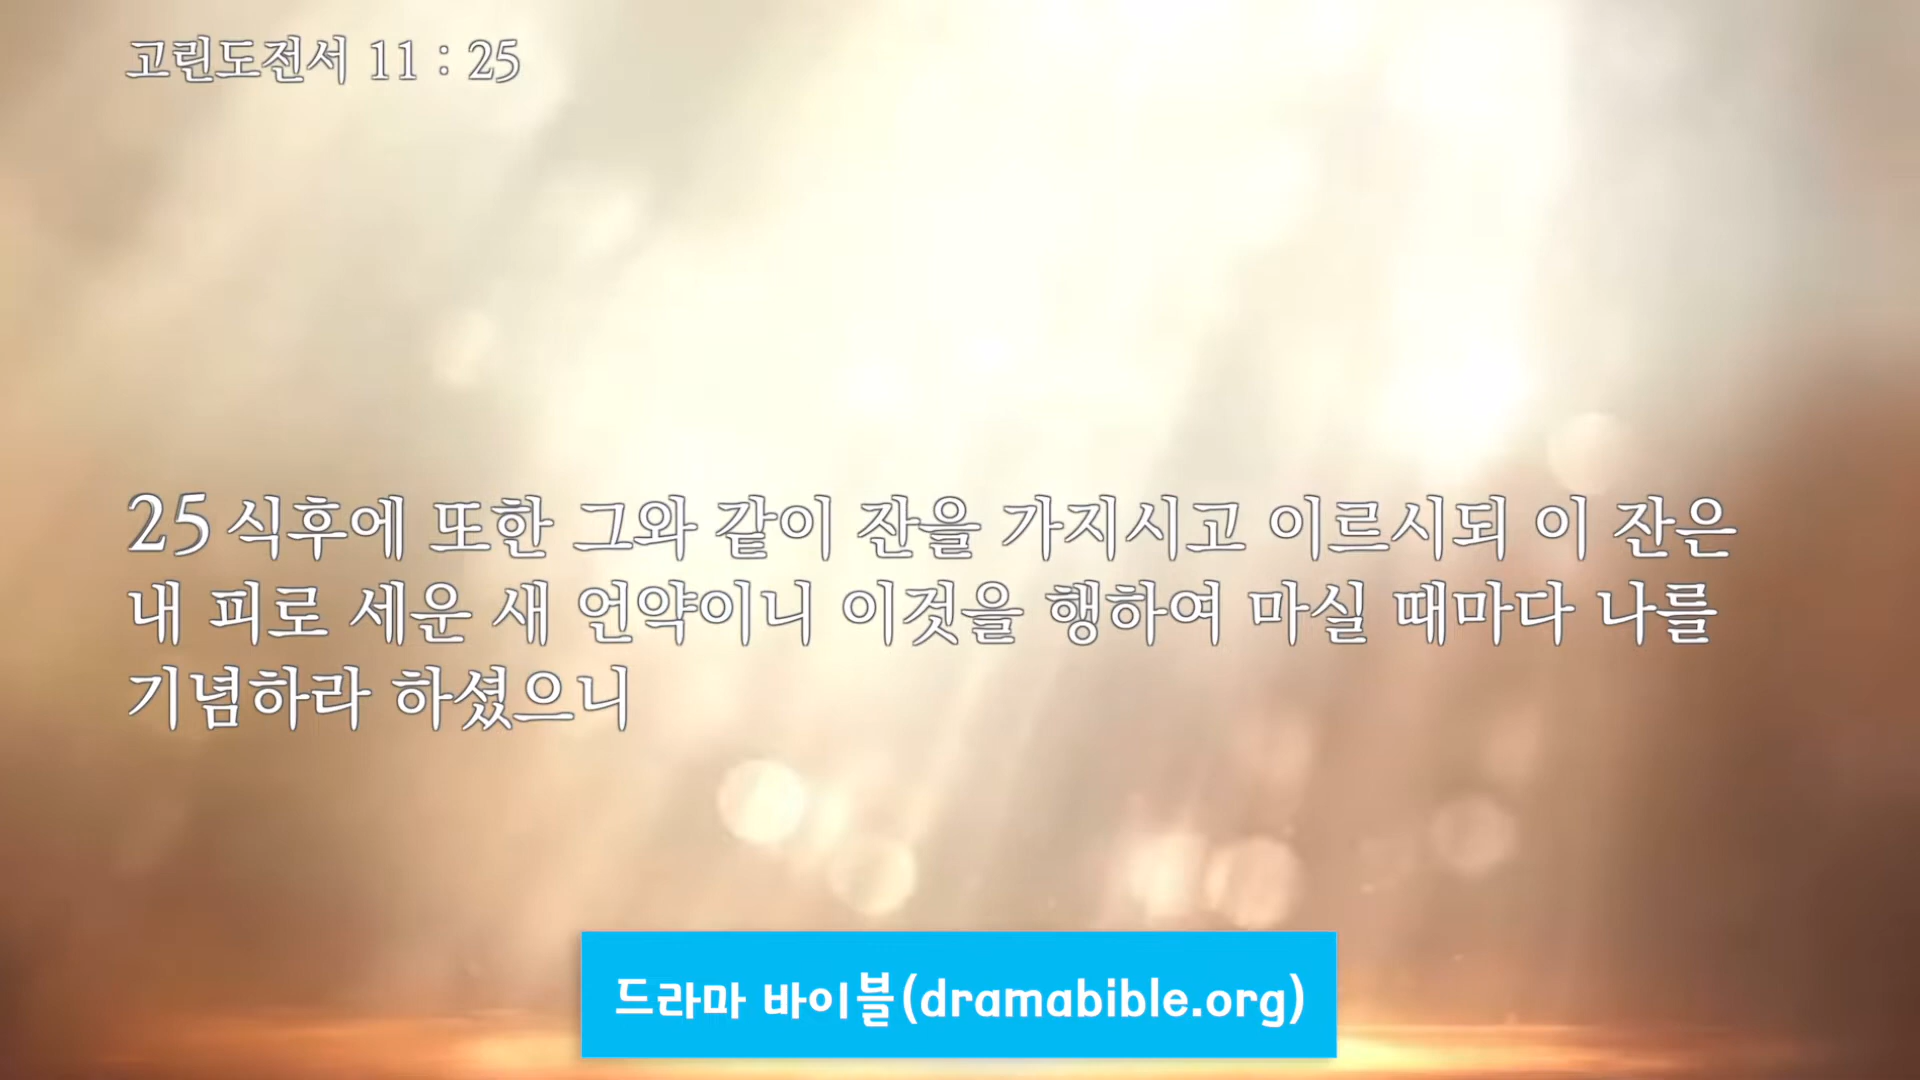 고린도전서 11 : 25
25 식후에 또한 그와 같이 잔을 가지시고 이르시되 이 잔은
내 피로 세운 새 언약이니 이것을 행하여 마실 때마다 나를
기념하라 하셨으니
드라마 바이블(dramabible.org)